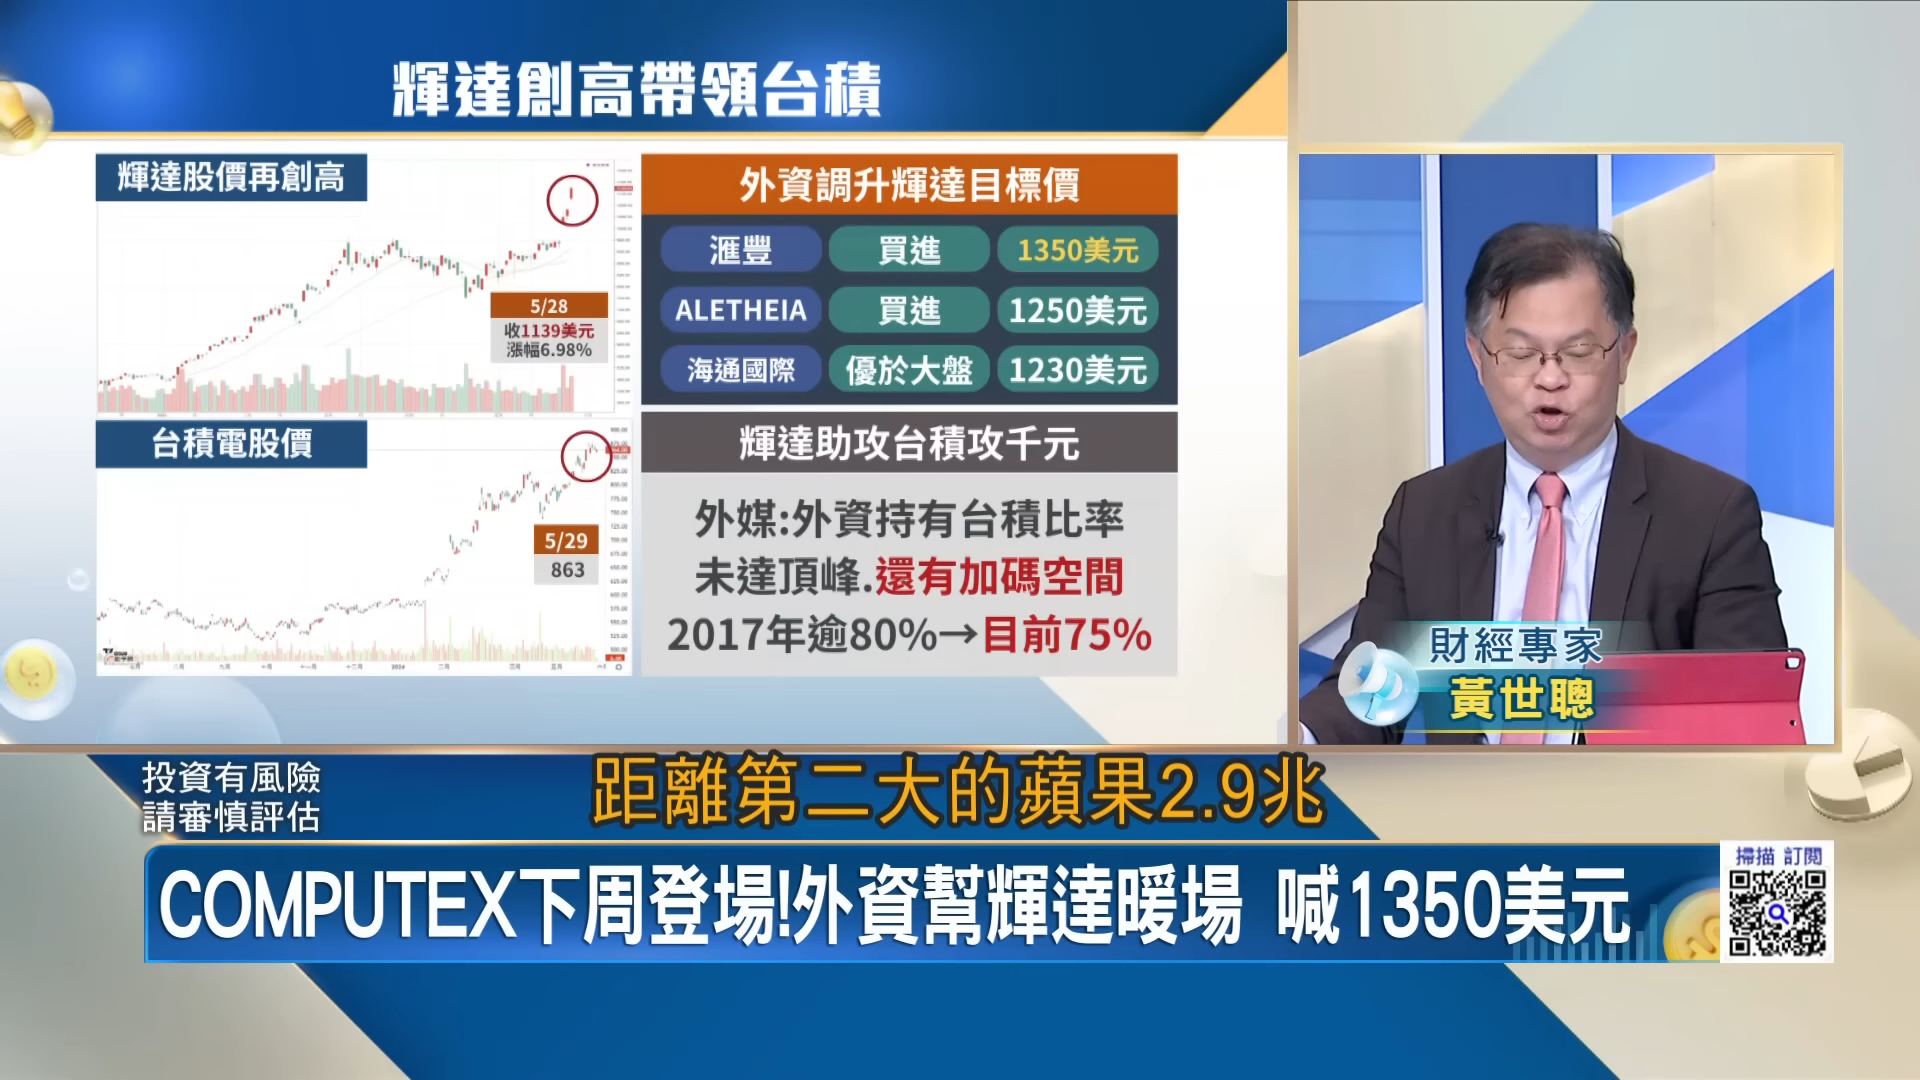 輝達創高帶領台積
輝達股價再創高
5/28
收1139美元
漲幅6.98%
台積電股價
5/29
863
外資調升輝達目標價
滙豐 買進 1350美元
ALETHEIA 買進 1250美元
海通國際 優於大盤 1230美元
輝達助攻台積攻千元
外媒:外資持有台積比率
未達頂峰.還有加碼空間
2017年逾80%→目前75%
財經專家
黃世聰
投資有風險
請審慎評估
距離第二大的蘋果2.9兆
COMPUTEX下周登場!外資幫輝達暖場 喊1350美元
掃描 訂閱